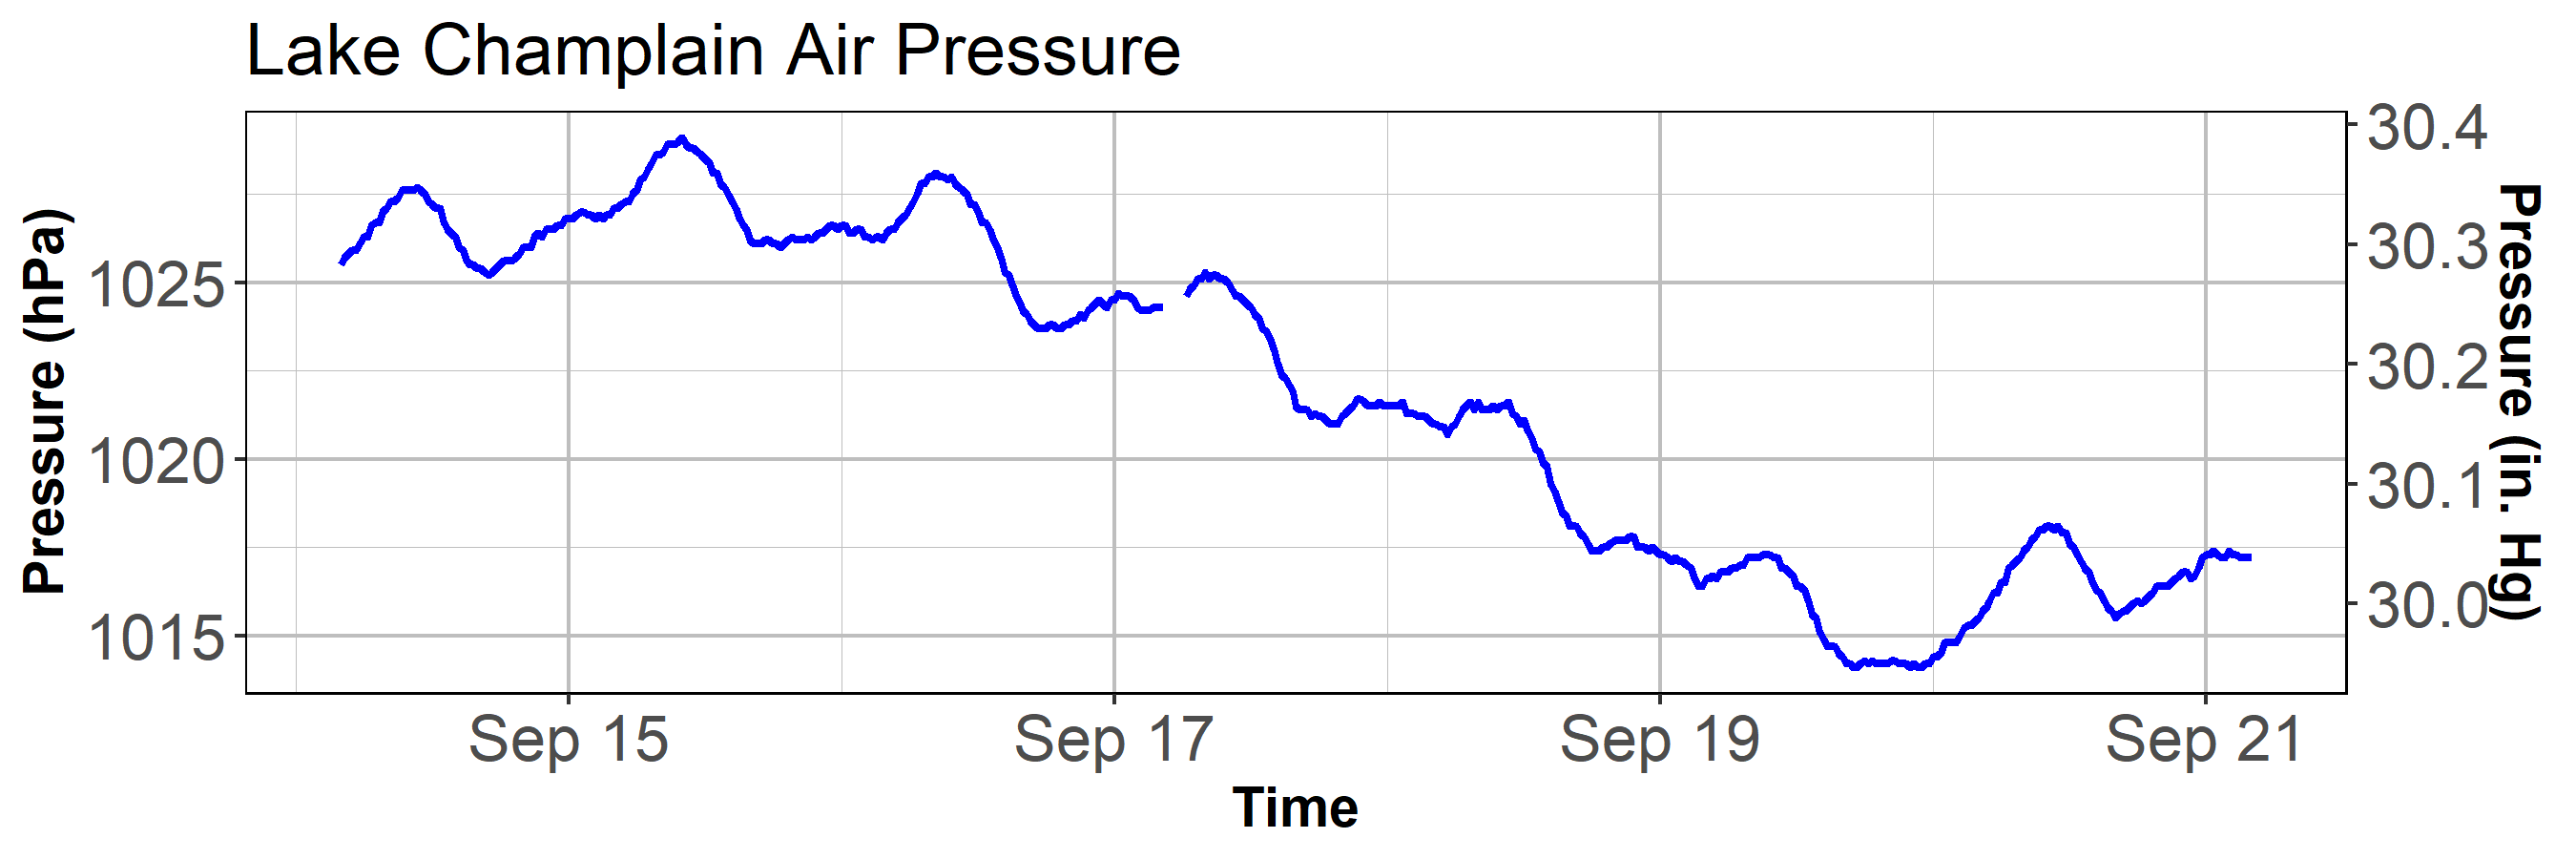 Lake Champlain Air Pressure
Pressure (hPa)
1025
1020
1015
30.4
30.3
30.2
30.1
30.0
Pressure (in. Hg)
Sep 15
Sep 17
Sep 19
Sep 21
Time